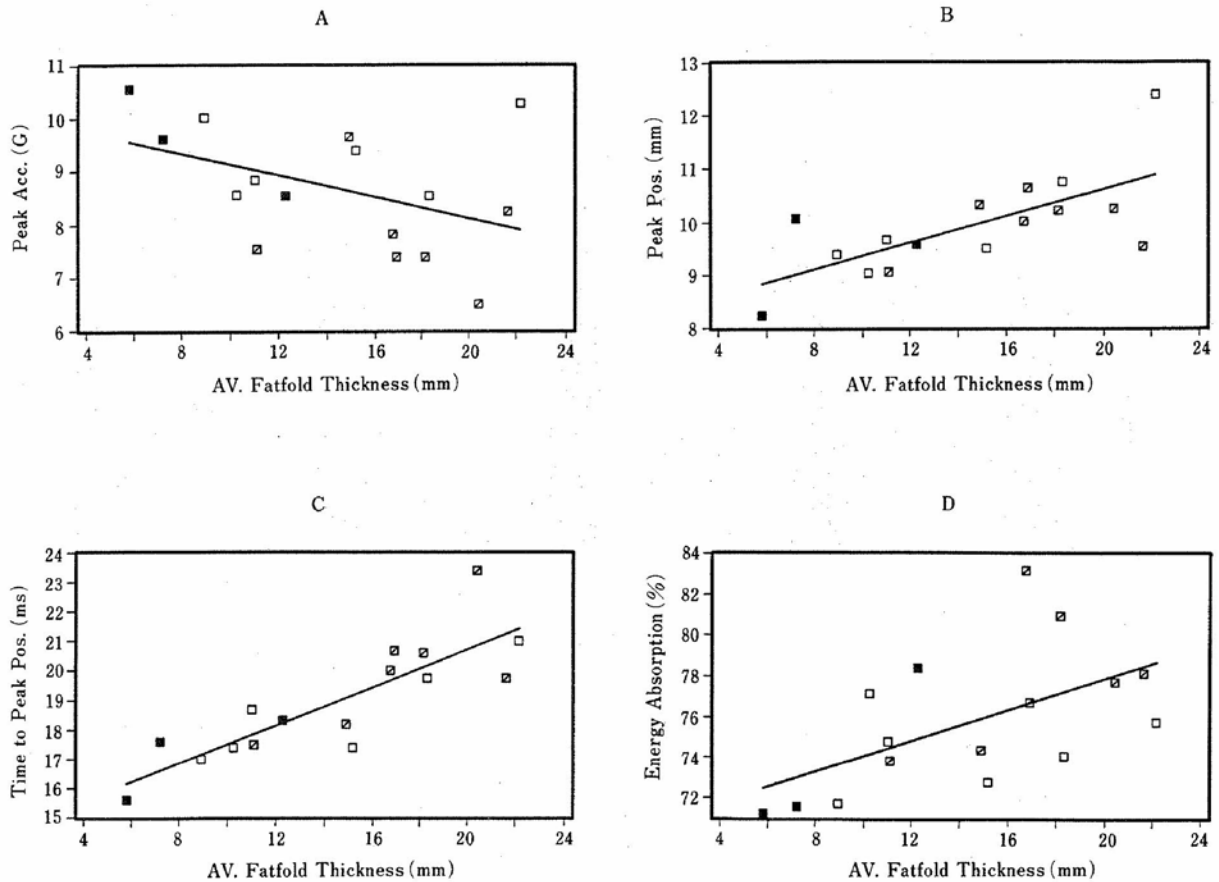 A
Peak Acc. (G)
11
10
9
8
7
6
4 8 12 16 20 24
AV. Fatfold Thickness (mm)
B
Peak Pos. (mm)
13
12
11
10
9
8
4 8 12 16 20 24
AV. Fatfold Thickness (mm)
C
Time to Peak Pos. (ms)
24
23
22
21
20
19
18
17
16
15
4 8 12 16 20 24
AV. Fatfold Thickness (mm)
D
Energy Absorption (%)
84
82
80
78
76
74
72
4 8 12 16 20 24
AV. Fatfold Thickness (mm)